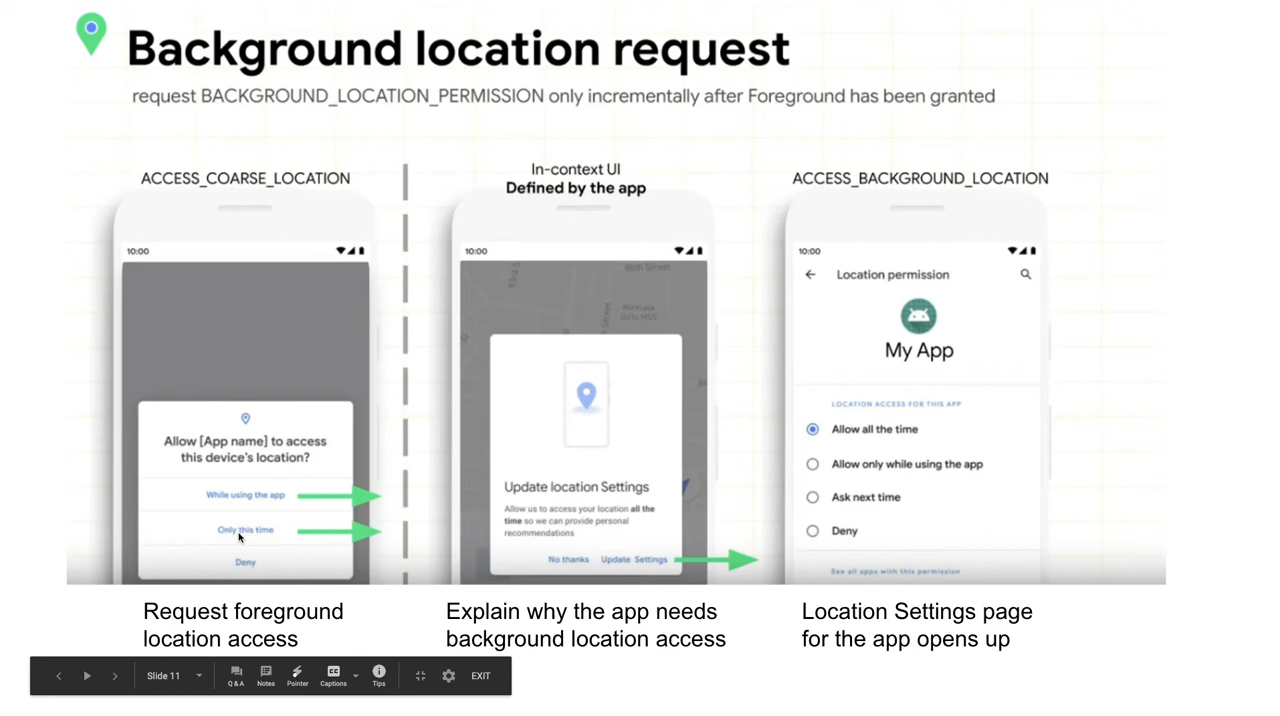 Background location request
request BACKGROUND_LOCATION_PERMISSION only incrementally after Foreground has been granted
ACCESS_COARSE_LOCATION
10:00
Allow [App name] to access
this device's location?
While using the app
Only this time
Deny
Request foreground
location access
In-context UI
Defined by the app
10:00
86th Street
Street
Update location Settings
Allow us to access your location all the
time so we can provide personal
recommendations
No thanks Update Settings
Explain why the app needs
background location access
ACCESS_BACKGROUND_LOCATION
10:00
Location permission
My App
LOCATION ACCESS FOR THIS APP
Allow all the time
Allow only while using the app
Ask next time
Deny
See all apps with this permission
Location Settings page
for the app opens up
Slide 11
Q & A
Notes
Pointer
CC
Captions
Tips
EXIT